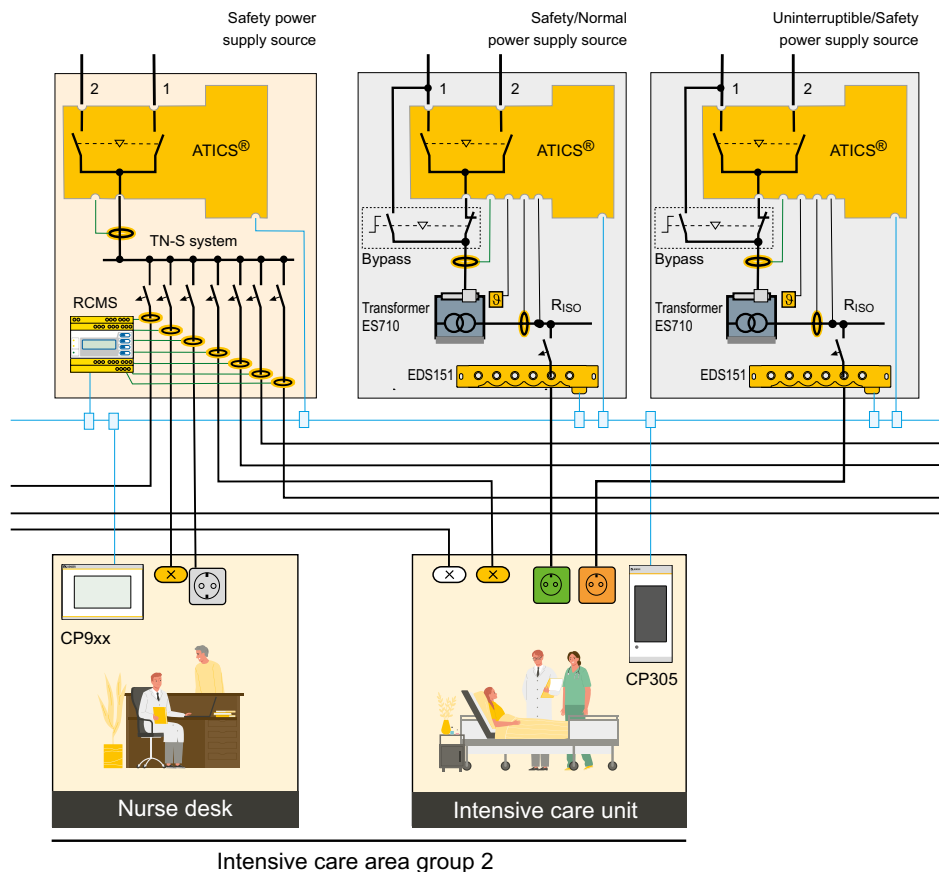 Safety power
supply source
Safety/Normal
power supply source
Uninterruptible/Safety
power supply source
2
1
ATICS®
TN-S system
RCMS
1
2
ATICS®
Bypass
Transformer
ES710
ϑ
RISO
EDS151
1
2
ATICS®
Bypass
Transformer
ES710
ϑ
RISO
EDS151
CP9xx
CP305
Nurse desk
Intensive care unit
Intensive care area group 2